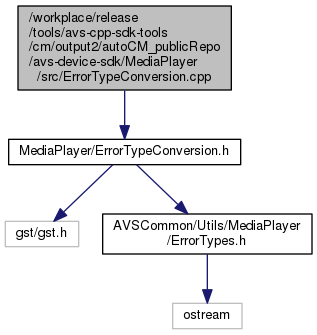 /workplace/release
/tools/avs-cpp-sdk-tools
/cm/output2/autoCM_publicRepo
/avs-device-sdk/MediaPlayer
/src/ErrorTypeConversion.cpp
MediaPlayer/ErrorTypeConversion.h
gst/gst.h
AVSCommon/Utils/MediaPlayer
/ErrorTypes.h
ostream